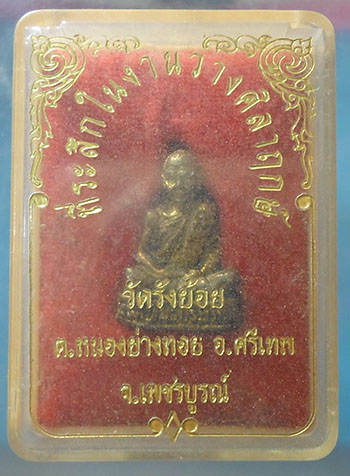 ที่ระลึกในงานวางศิลาฤกษ์
วัดรังย้อย
ต.หนองย่างทอย อ.ศรีเทพ
จ.เพชรบูรณ์